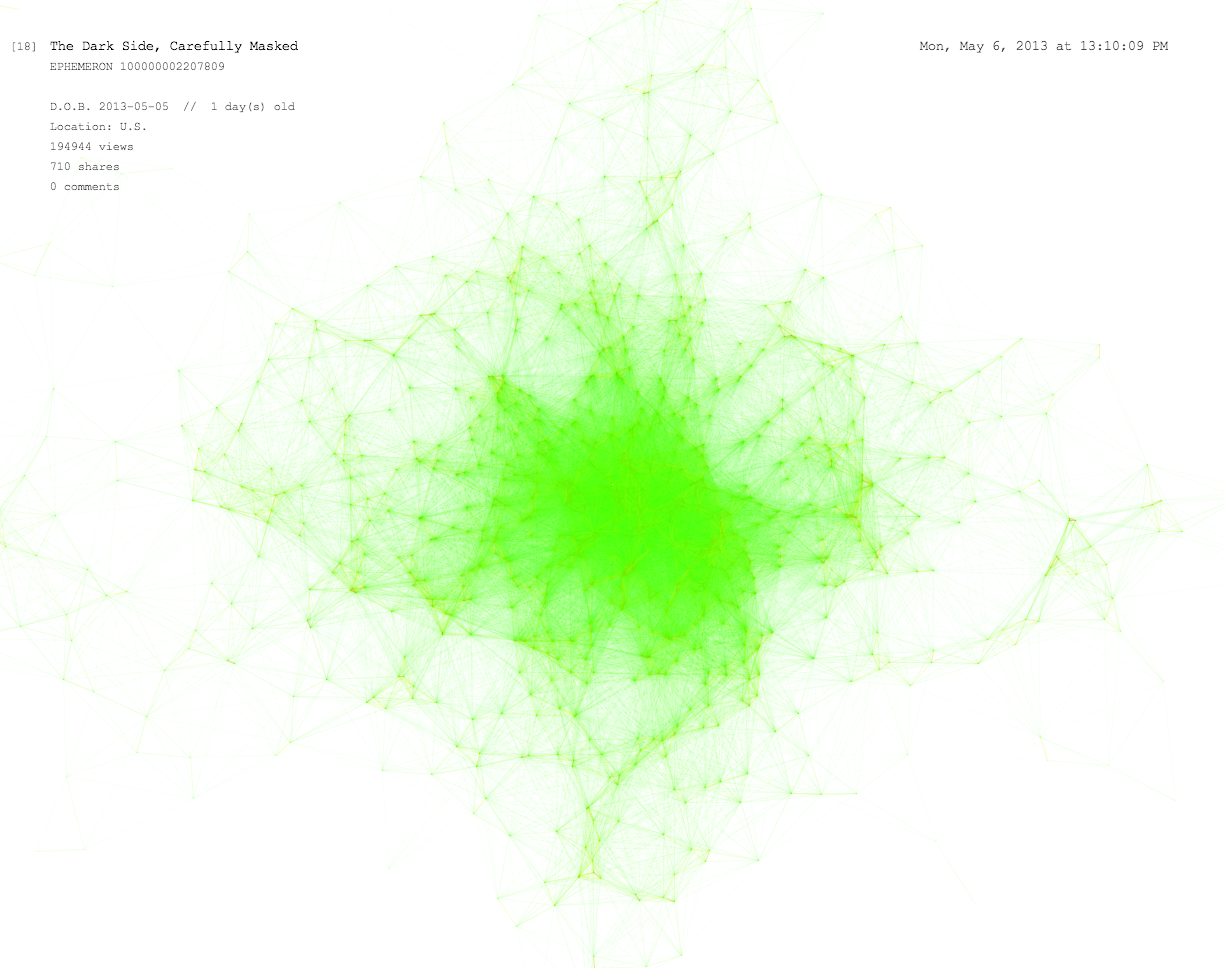 [18] The Dark Side, Carefully Masked
Mon, May 6, 2013 at 13:10:09 PM
EPHEMERON 100000002207809
D.O.B. 2013-05-05 // 1 day(s) old
Location: U.S.
194944 views
710 shares
0 comments